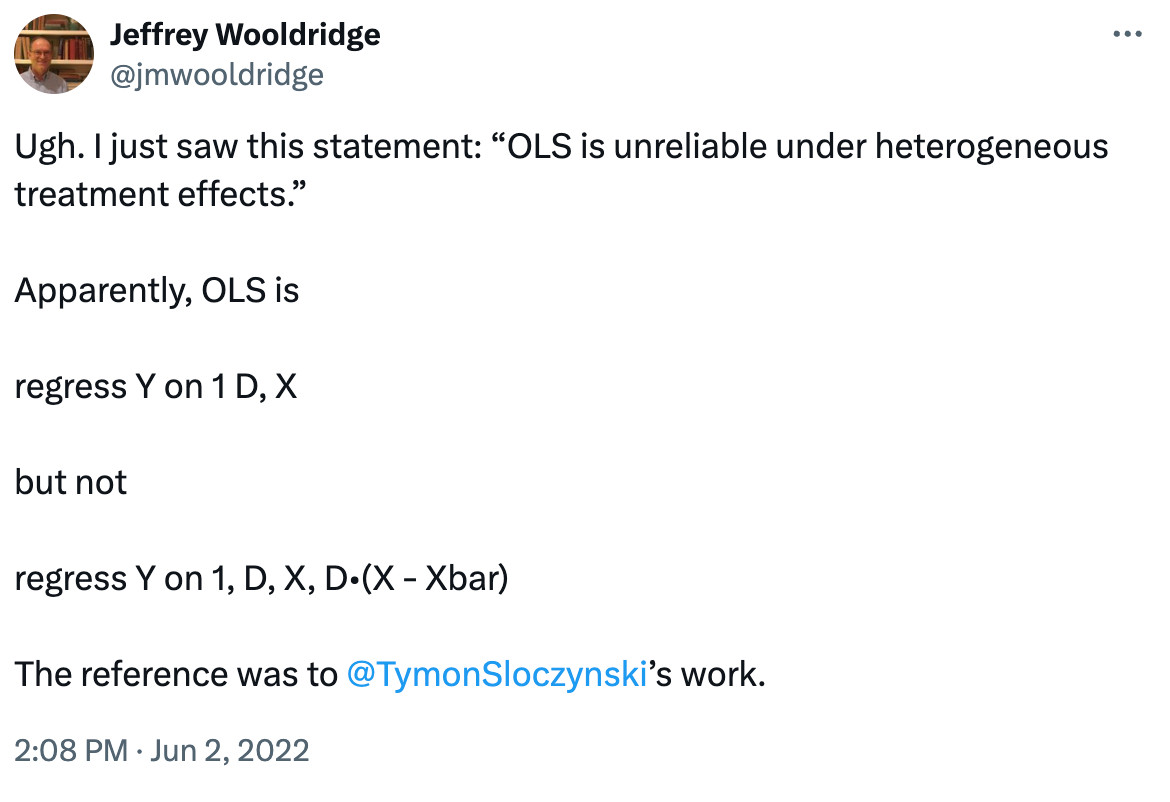 Jeffrey Wooldridge
@jmwooldridge
Ugh. I just saw this statement: “OLS is unreliable under heterogeneous
treatment effects.”
Apparently, OLS is
regress Y on 1 D, X
but not
regress Y on 1, D, X, D•(X - Xbar)
The reference was to @TymonSloczynski’s work.
2:08 PM · Jun 2, 2022